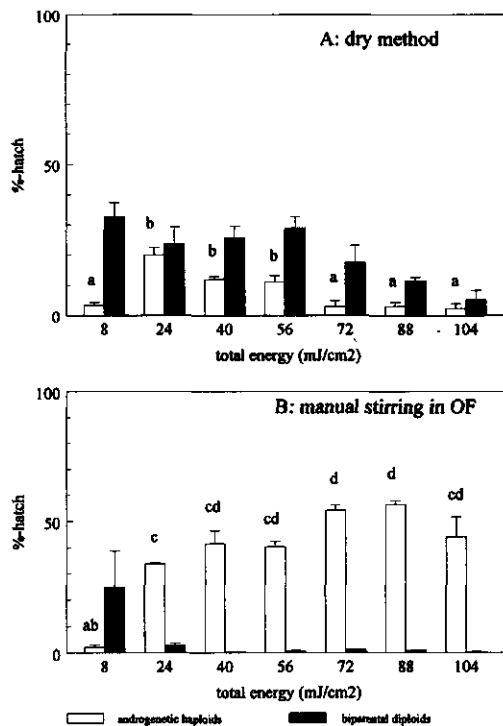 100
A: dry method
%-hatch
50
b
b
b
a
a
a
a
0
8 24 40 56 72 88 104
total energy (mJ/cm2)
100
B: manual stirring in OF
d d
cd cd cd
c
%-hatch
50
ab
0
8 24 40 56 72 88 104
total energy (mJ/cm2)
androgenetic haploids biparental diploids